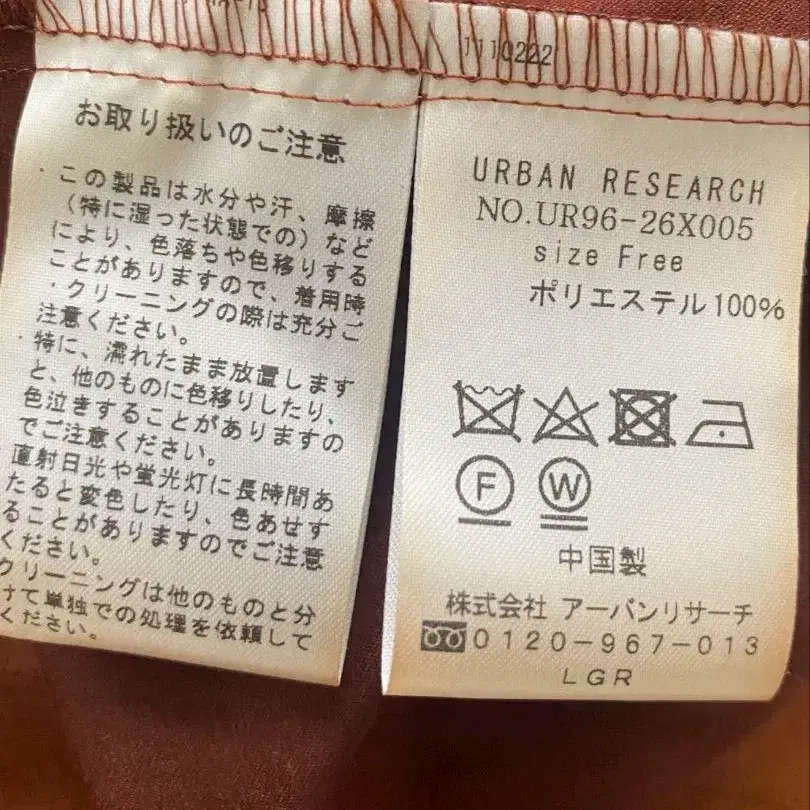 お取り扱いのご注意
・この製品は水分や汗、摩擦
（特に湿った状態での）など
により、色落ちや色移りする
ことがありますので、着用時
・クリーニングの際は充分ご
注意ください。
・特に、濡れたまま放置します
と、他のものに色移りしたり、
色泣きすることがありますの
でご注意ください。
直射日光や蛍光灯に長時間あ
たると変色したり、色あせす
ることがありますのでご注意
ください。
クリーニングは他のものと分
けて単独での処理を依頼して
ください。
1110222
URBAN RESEARCH
NO.UR96-26X005
size Free
ポリエステル100%
F W
中国製
株式会社 アーバンリサーチ
0120-967-013
LGR